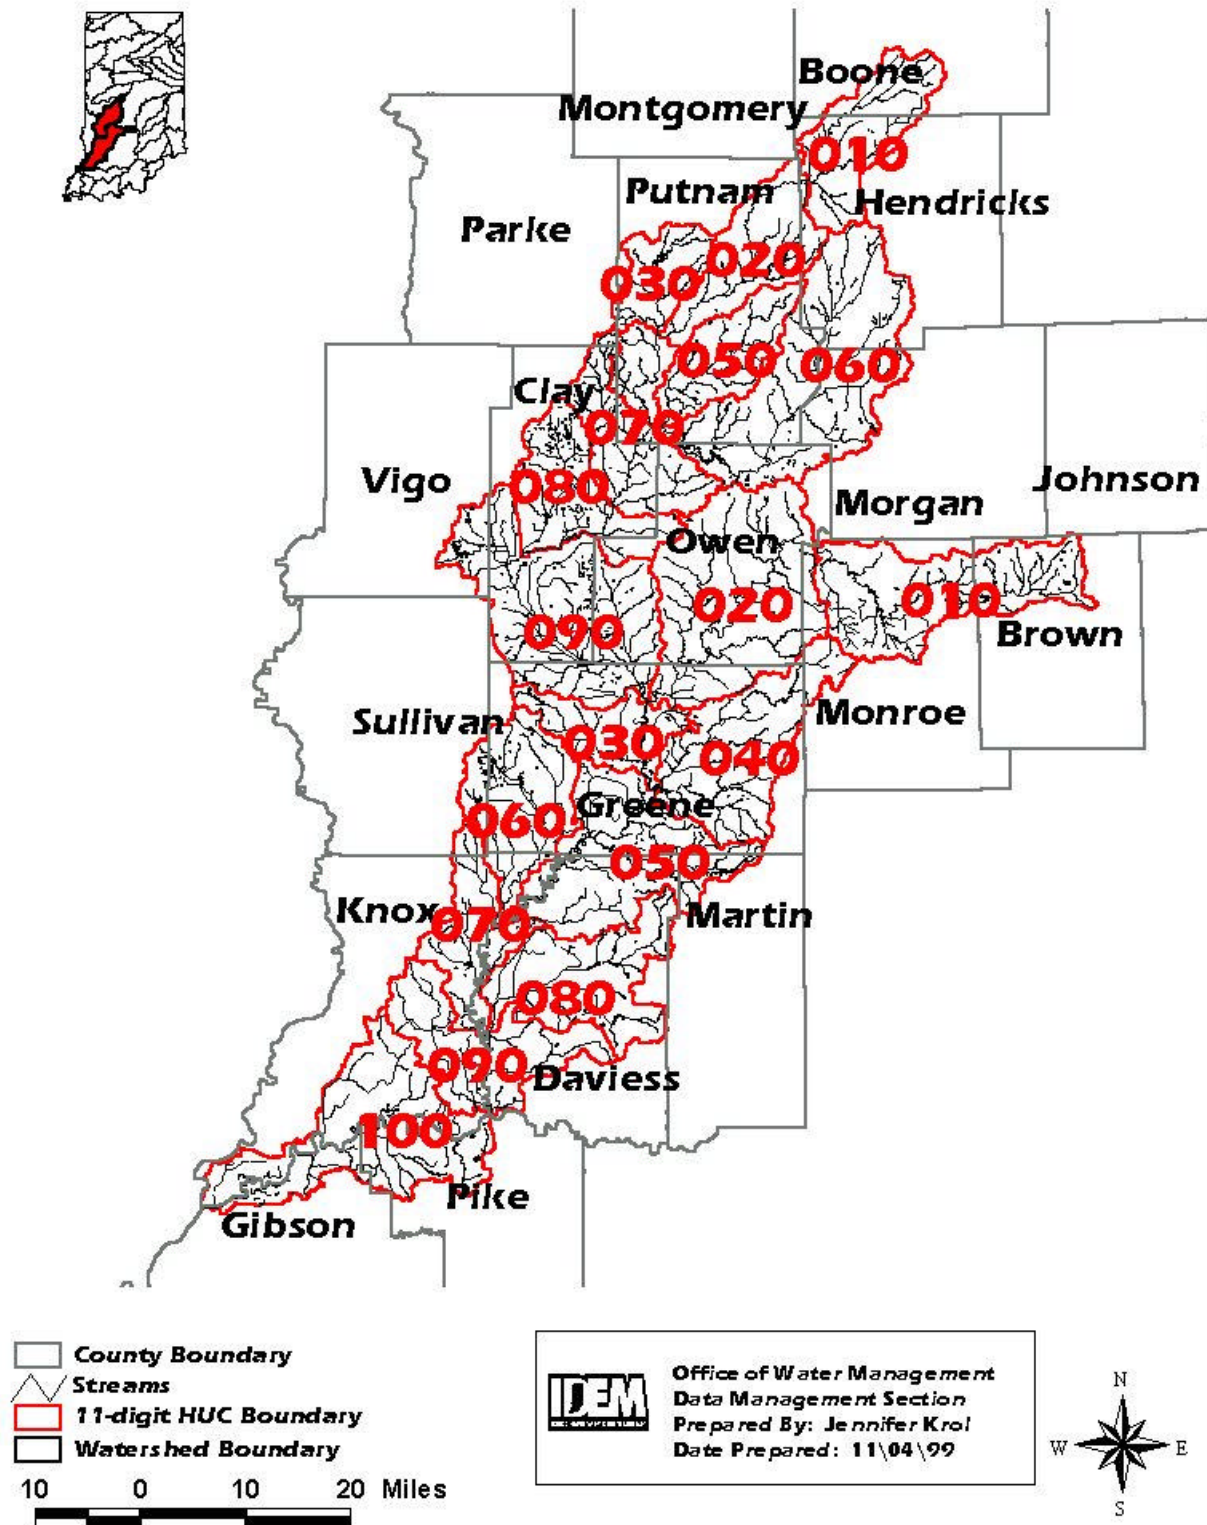 Boone
Montgomery
010
Putnam
Hendricks
Parke
020
030
050
060
Clay
070
Vigo
080
Johnson
Morgan
Owen
010
020
090
Brown
Sullivan
Monroe
030
040
Greene
060
050
Knox
070
Martin
080
090
Daviess
100
Pike
Gibson
County Boundary
Streams
11-digit HUC Boundary
Watershed Boundary
10 0 10 20 Miles
IDEM
Office of Water Management
Data Management Section
Prepared By: Jennifer Krol
Date Prepared: 11\04\99
N
W E
S